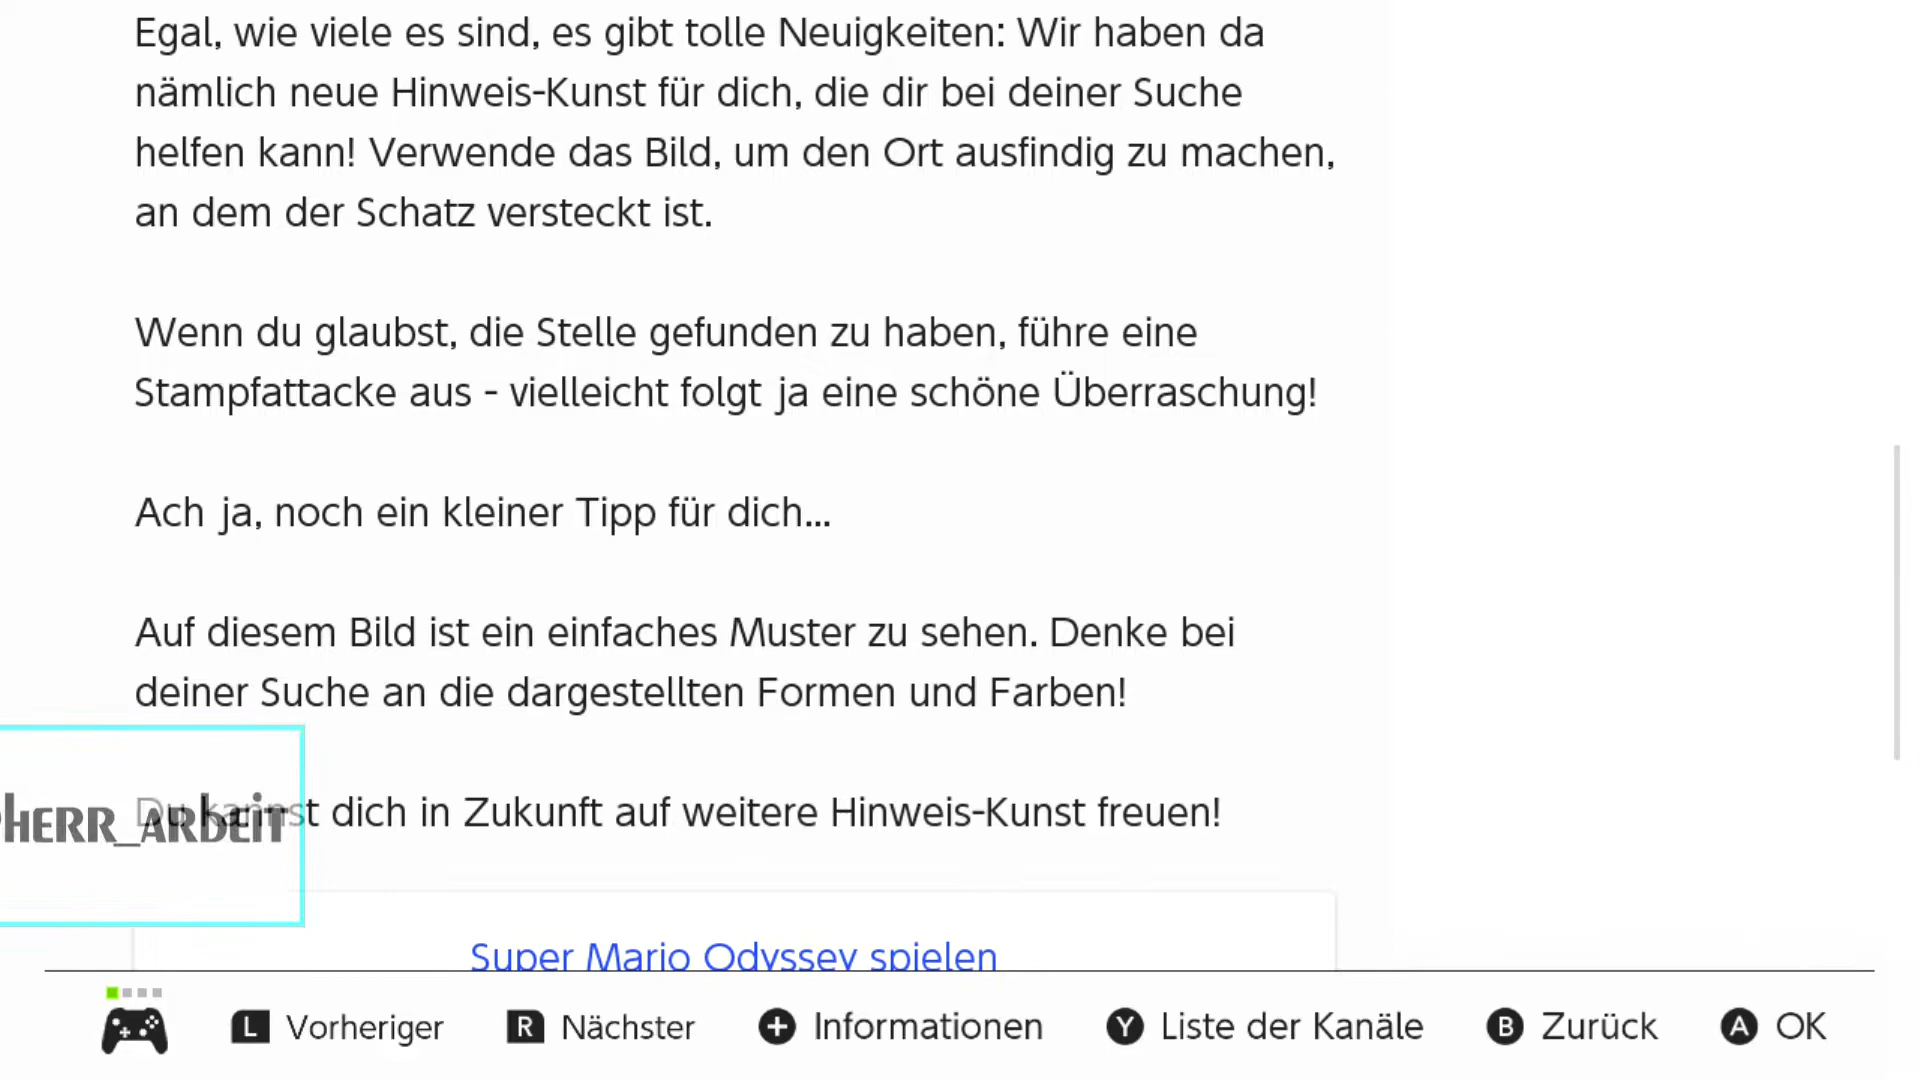 Egal, wie viele es sind, es gibt tolle Neuigkeiten: Wir haben da
nämlich neue Hinweis-Kunst für dich, die dir bei deiner Suche
helfen kann! Verwende das Bild, um den Ort ausfindig zu machen,
an dem der Schatz versteckt ist.
Wenn du glaubst, die Stelle gefunden zu haben, führe eine
Stampfattacke aus - vielleicht folgt ja eine schöne Überraschung!
Ach ja, noch ein kleiner Tipp für dich...
Auf diesem Bild ist ein einfaches Muster zu sehen. Denke bei
deiner Suche an die dargestellten Formen und Farben!
Du kannst dich in Zukunft auf weitere Hinweis-Kunst freuen!
HERR_ARBEIT
Super Mario Odyssey spielen
L Vorheriger R Nächster + Informationen Y Liste der Kanäle B Zurück A OK